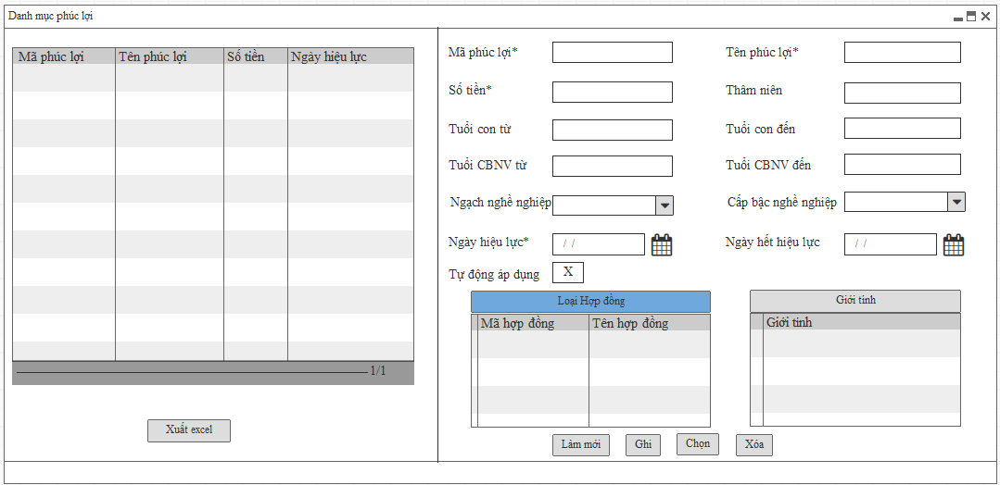 Danh mục phúc lợi
Mã phúc lợi Tên phúc lợi Số tiền Ngày hiệu lực
1/1
Xuất excel
Mã phúc lợi* Tên phúc lợi*
Số tiền* Thâm niên
Tuổi con từ Tuổi con đến
Tuổi CBNV từ Tuổi CBNV đến
Ngạch nghề nghiệp Cấp bậc nghề nghiệp
Ngày hiệu lực* / / Ngày hết hiệu lực / /
Tự động áp dụng X
Loại Hợp đồng Giới tính
Mã hợp đồng Tên hợp đồng Giới tính
Làm mới Ghi Chọn Xóa